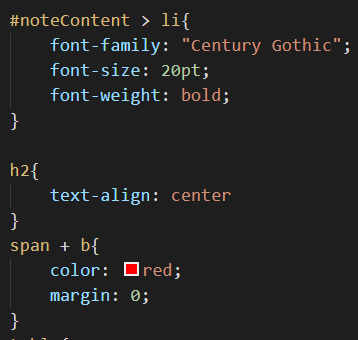 #noteContent > li{
    font-family: "Century Gothic";
    font-size: 20pt;
    font-weight: bold;
}

h2{
    text-align: center
}
span + b{
    color: red;
    margin: 0;
}